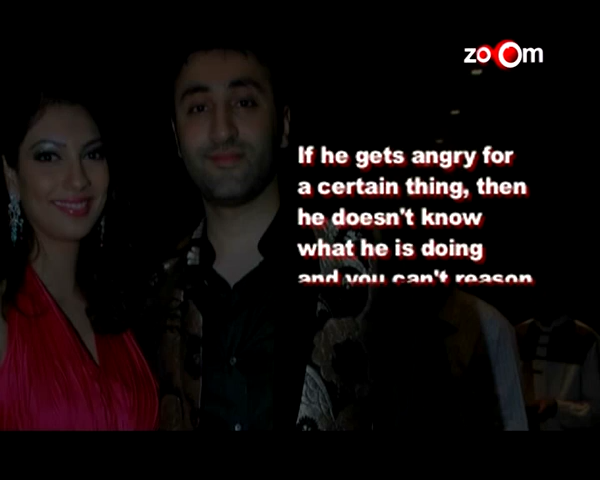 zoom
If he gets angry for
a certain thing, then
he doesn't know
what he is doing
and you can't reason